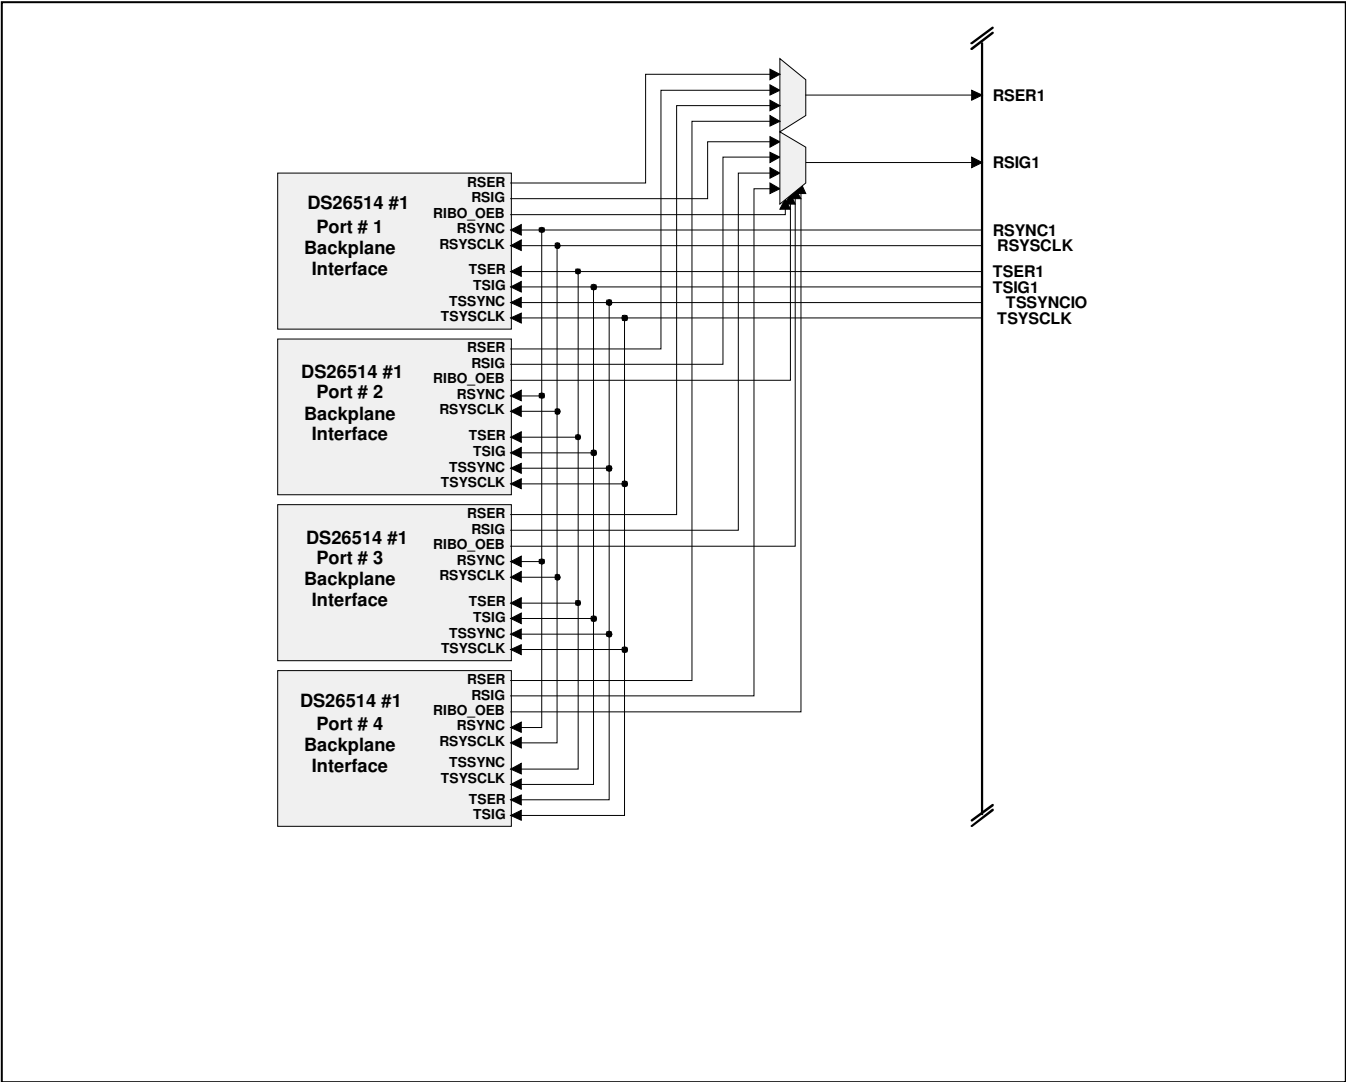 RSER1
RSIG1
DS26514 #1
Port # 1
Backplane
Interface
RSER
RSIG
RIBO_OEB
RSYNC
RSYSCLK
TSER
TSIG
TSSYNC
TSYSCLK
RSYNC1
RSYSCLK
TSER1
TSIG1
TSSYNCIO
TSYSCLK
DS26514 #1
Port # 2
Backplane
Interface
RSER
RSIG
RIBO_OEB
RSYNC
RSYSCLK
TSER
TSIG
TSSYNC
TSYSCLK
DS26514 #1
Port # 3
Backplane
Interface
RSER
RSIG
RIBO_OEB
RSYNC
RSYSCLK
TSER
TSIG
TSSYNC
TSYSCLK
DS26514 #1
Port # 4
Backplane
Interface
RSER
RSIG
RIBO_OEB
RSYNC
RSYSCLK
TSSYNC
TSYSCLK
TSER
TSIG